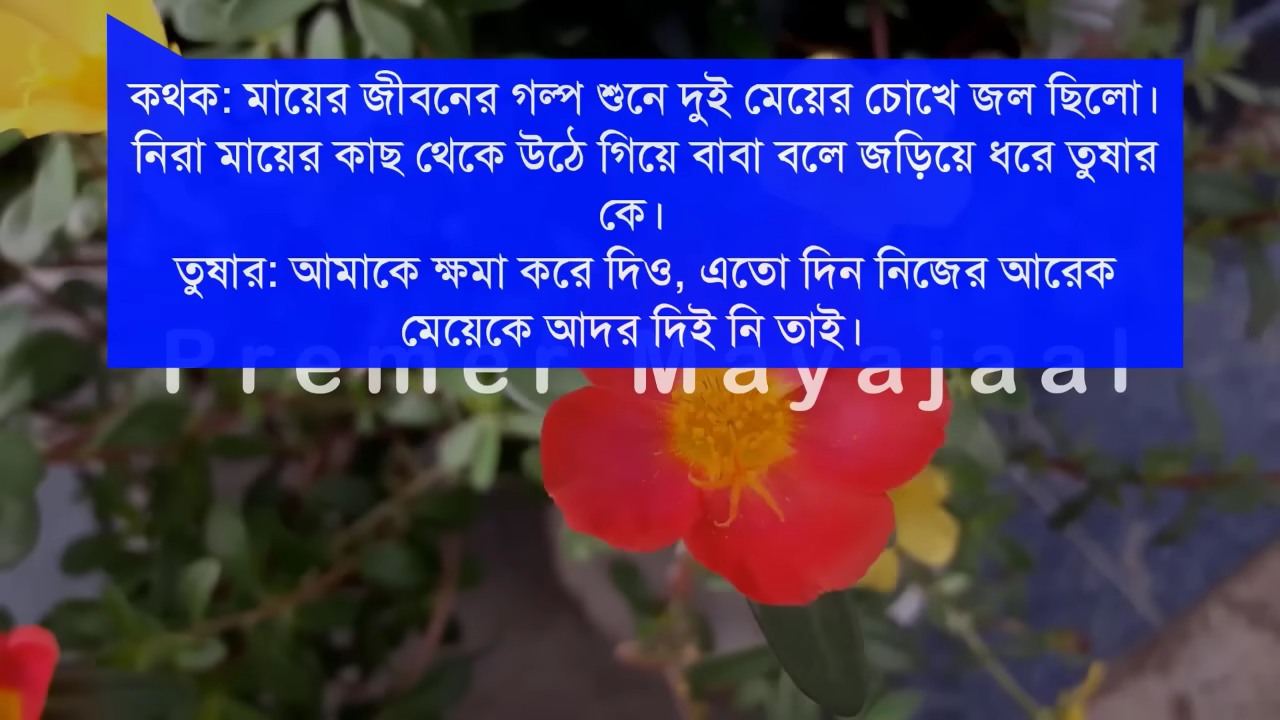 কথক: মায়ের জীবনের গল্প শুনে দুই মেয়ের চোখে জল ছিলো।
নিরা মায়ের কাছ থেকে উঠে গিয়ে বাবা বলে জড়িয়ে ধরে তুষার
কে।
তুষার: আমাকে ক্ষমা করে দিও, এতো দিন নিজের আরেক
মেয়েকে আদর দিই নি তাই।
Premer Mayajaal